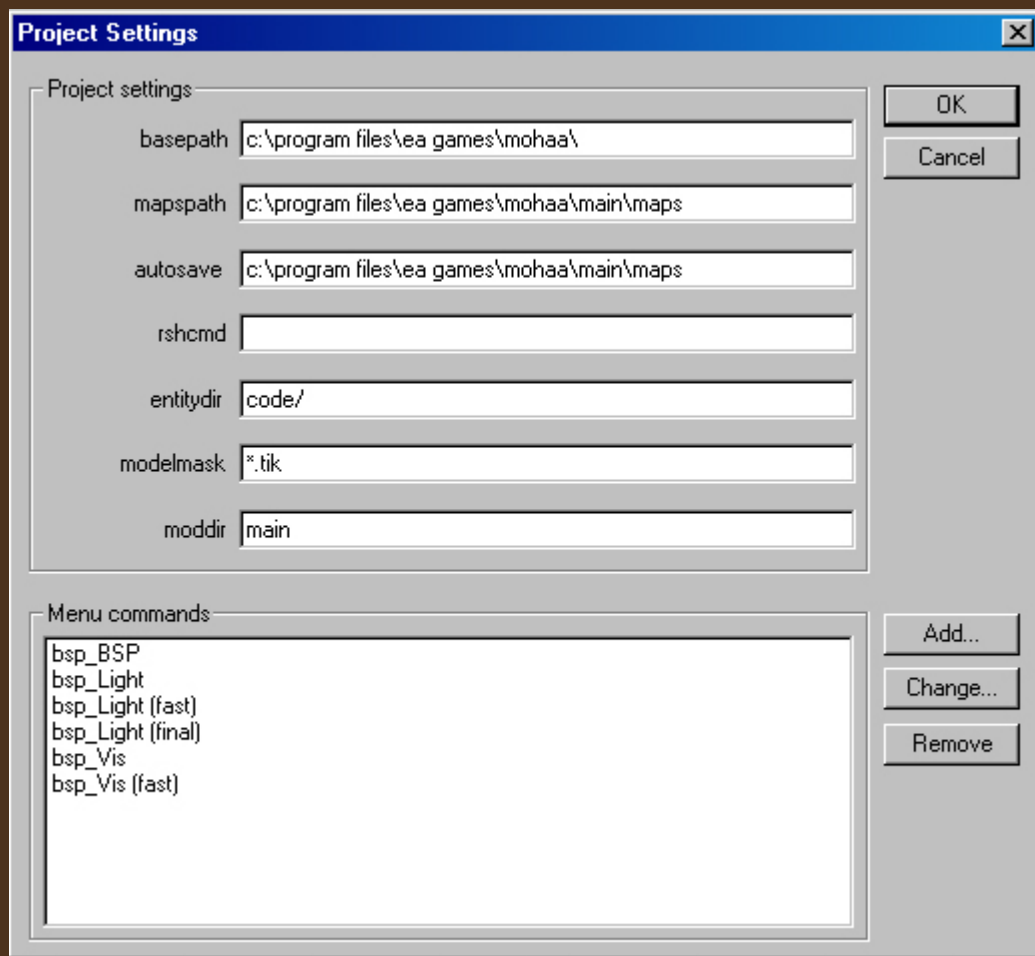 Project Settings
Project settings
basepath c:\program files\ea games\mohaa\
mapspath c:\program files\ea games\mohaa\main\maps
autosave c:\program files\ea games\mohaa\main\maps
rshcmd
entitydir code/
modelmask *.tik
moddir main
OK
Cancel
Menu commands
bsp_BSP
bsp_Light
bsp_Light (fast)
bsp_Light (final)
bsp_Vis
bsp_Vis (fast)
Add...
Change...
Remove